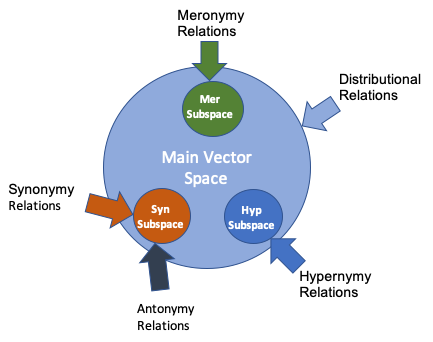 Meronymy
Relations
Distributional
Relations
Mer
Subspace
Main Vector
Space
Synonymy
Relations
Syn
Subspace
Hyp
Subspace
Hypernymy
Relations
Antonymy
Relations